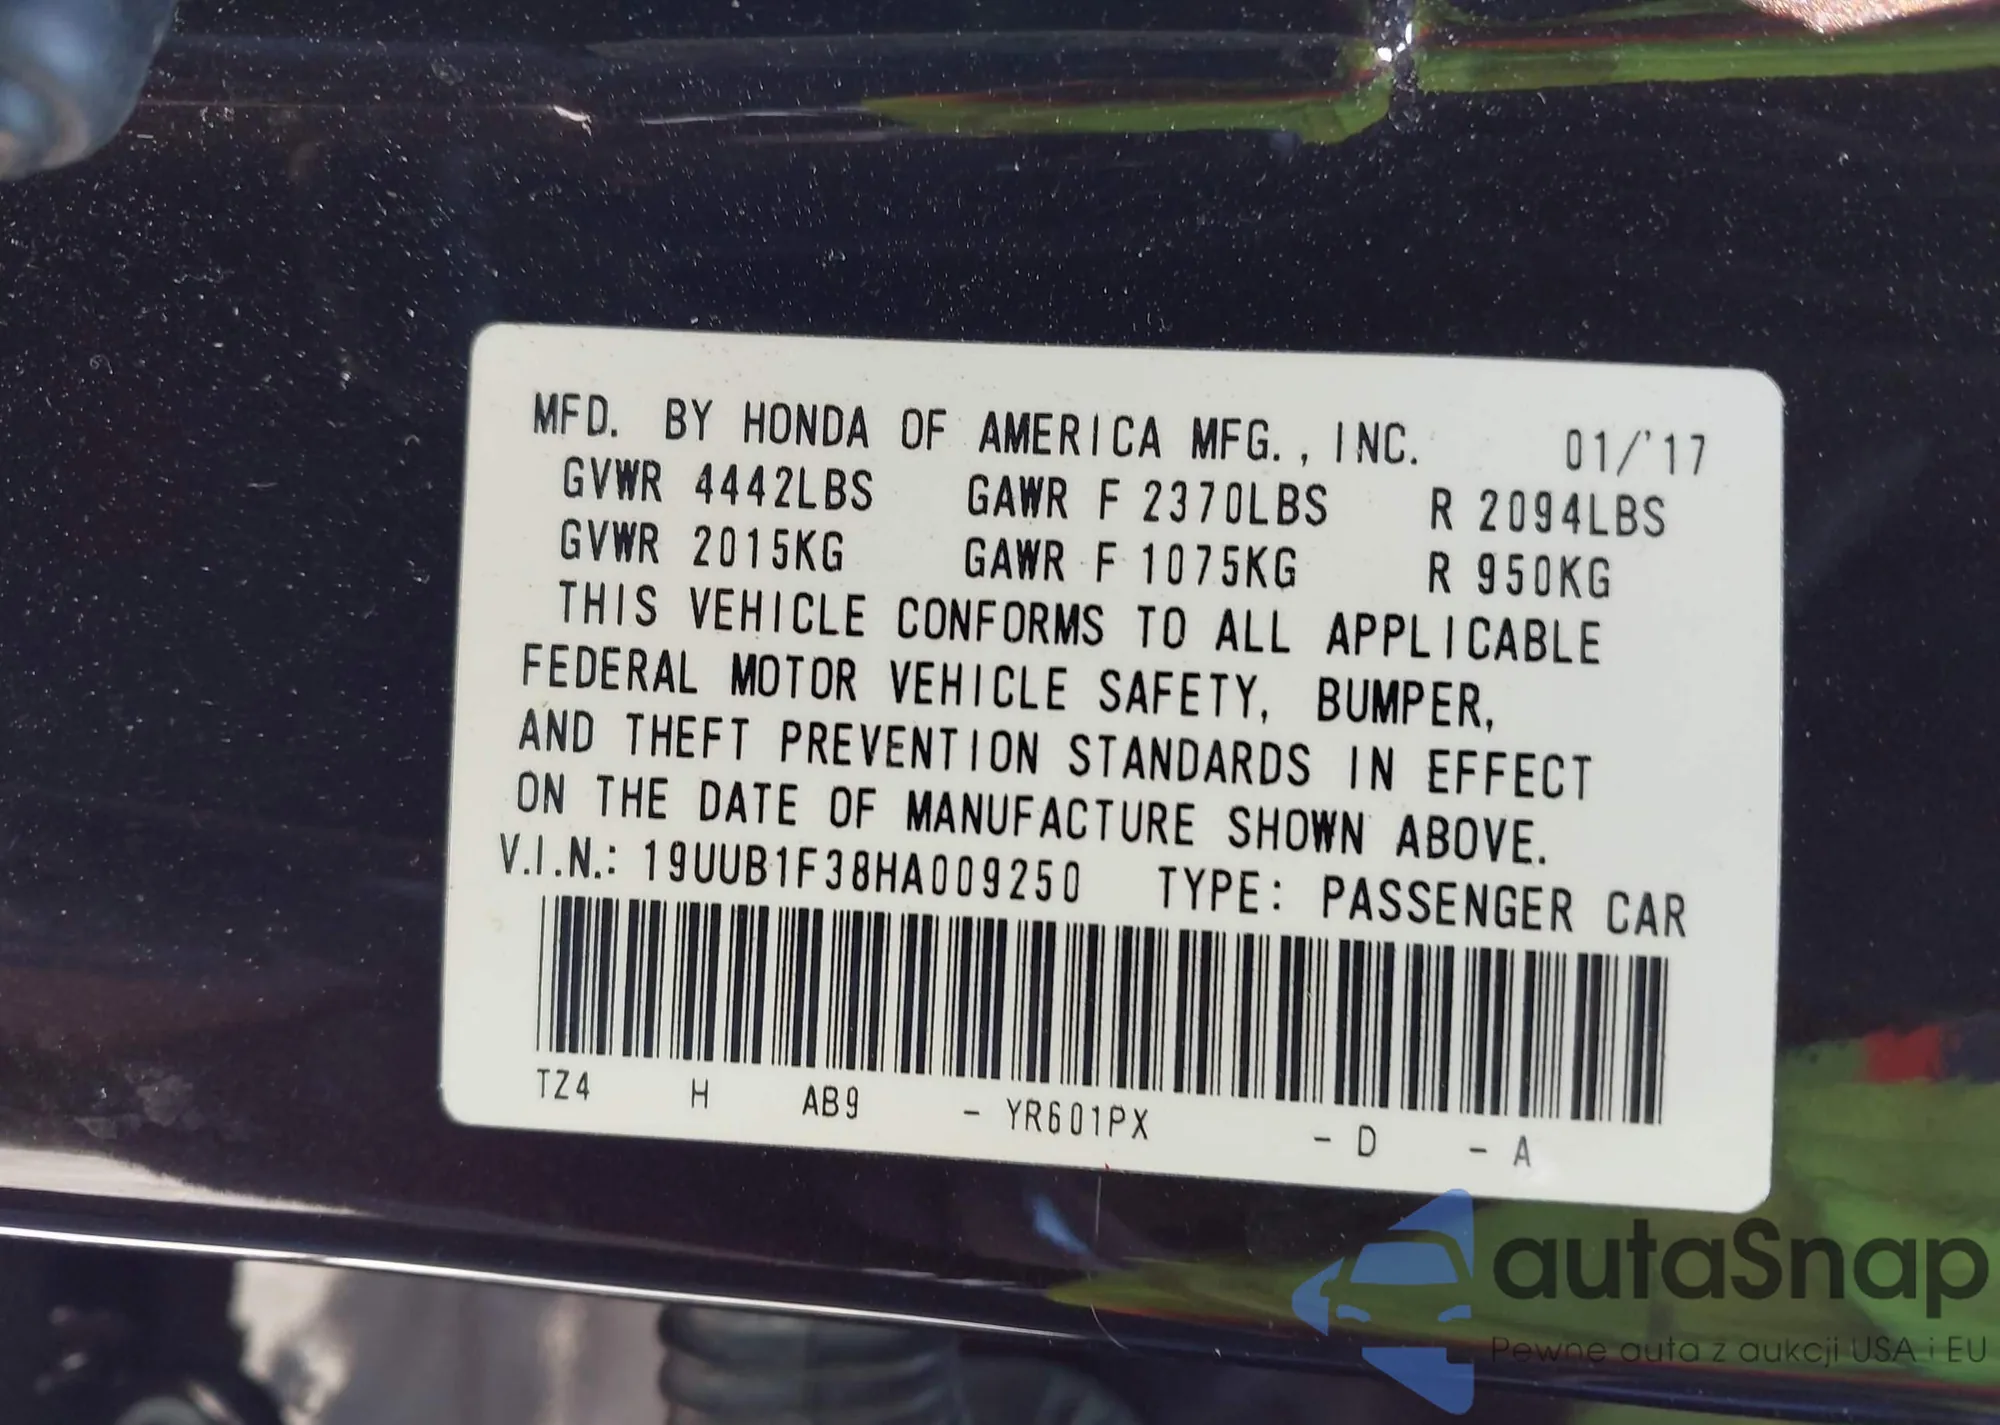 MFD. BY HONDA OF AMERICA MFG., INC. 01/'17
GVWR 4442LBS GAWR F 2370LBS R 2094LBS
GVWR 2015KG GAWR F 1075KG R 950KG
THIS VEHICLE CONFORMS TO ALL APPLICABLE
FEDERAL MOTOR VEHICLE SAFETY, BUMPER,
AND THEFT PREVENTION STANDARDS IN EFFECT
ON THE DATE OF MANUFACTURE SHOWN ABOVE.
V.I.N.: 19UUB1F38HA009250 TYPE: PASSENGER CAR
TZ4 H AB9 - YR601PX - D - A
autaSnap
Pewne auta z aukcji USA i EU